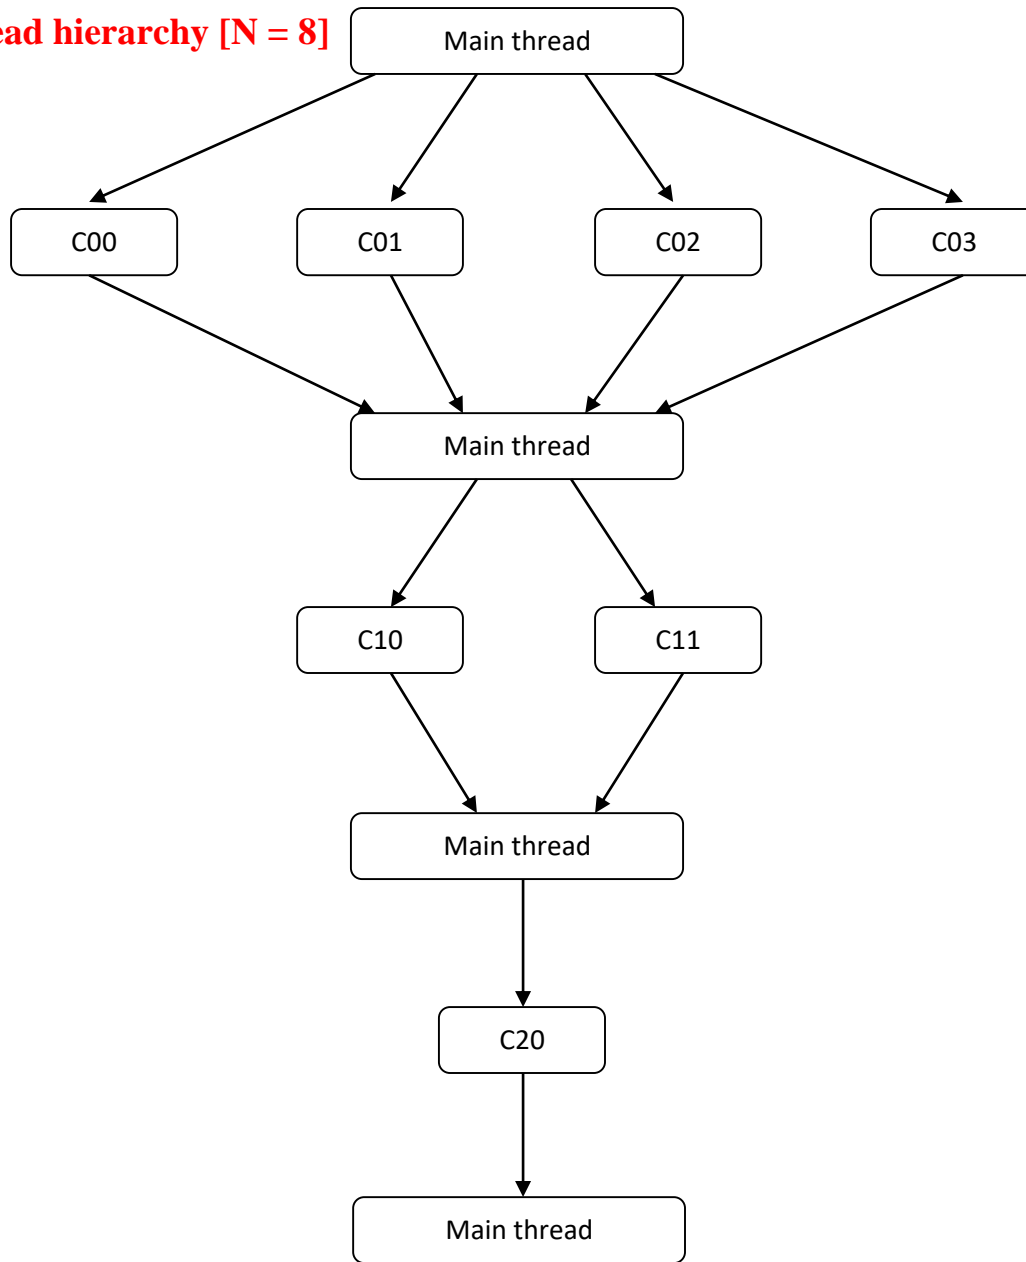 ead hierarchy [N = 8]
Main thread
C00
C01
C02
C03
Main thread
C10
C11
Main thread
C20
Main thread